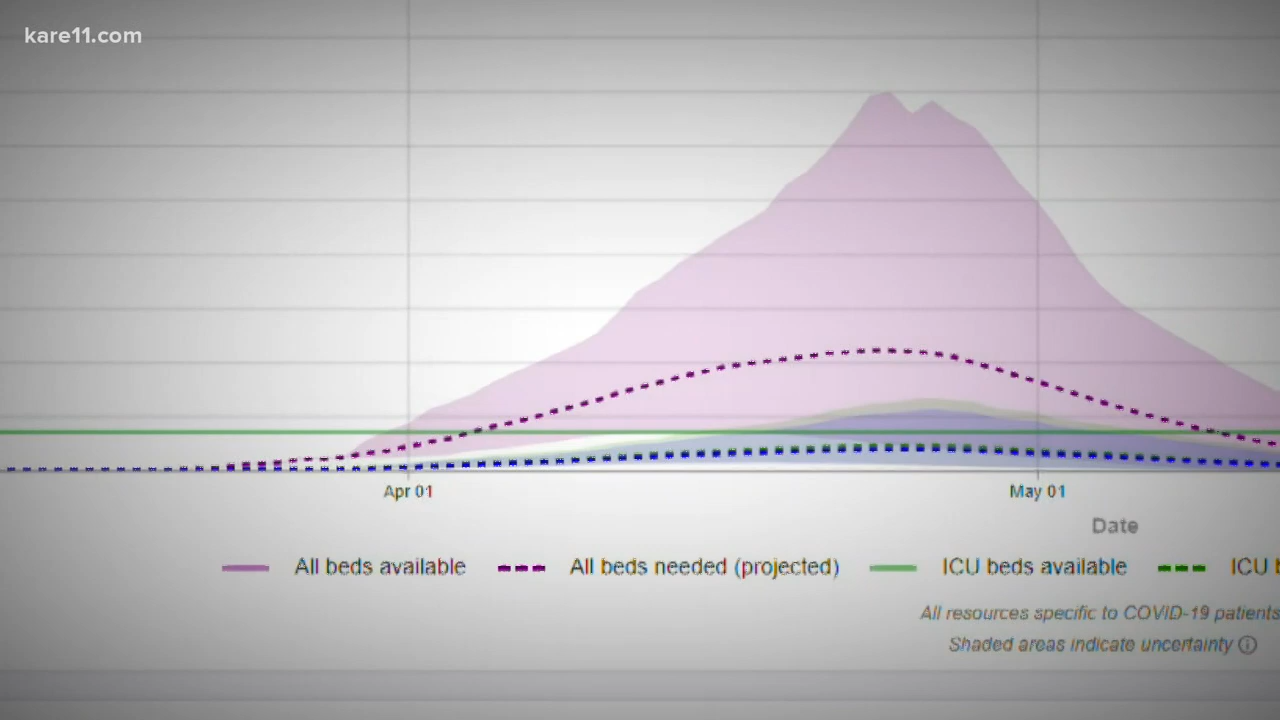 kare11.com
Apr 01
May 01
Date
All beds available
All beds needed (projected)
ICU beds available
ICU
All resources specific to COVID-19 patients
Shaded areas indicate uncertainty